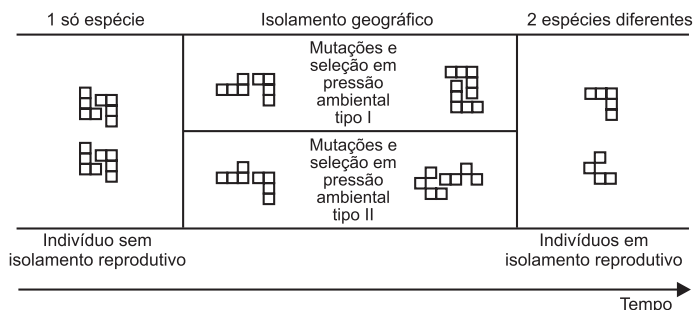 1 só espécie
Isolamento geográfico
2 espécies diferentes
Mutações e
seleção em
pressão
ambiental
tipo I
Mutações e
seleção em
pressão
ambiental
tipo II
Indivíduo sem
isolamento reprodutivo
Indivíduos em
isolamento reprodutivo
Tempo